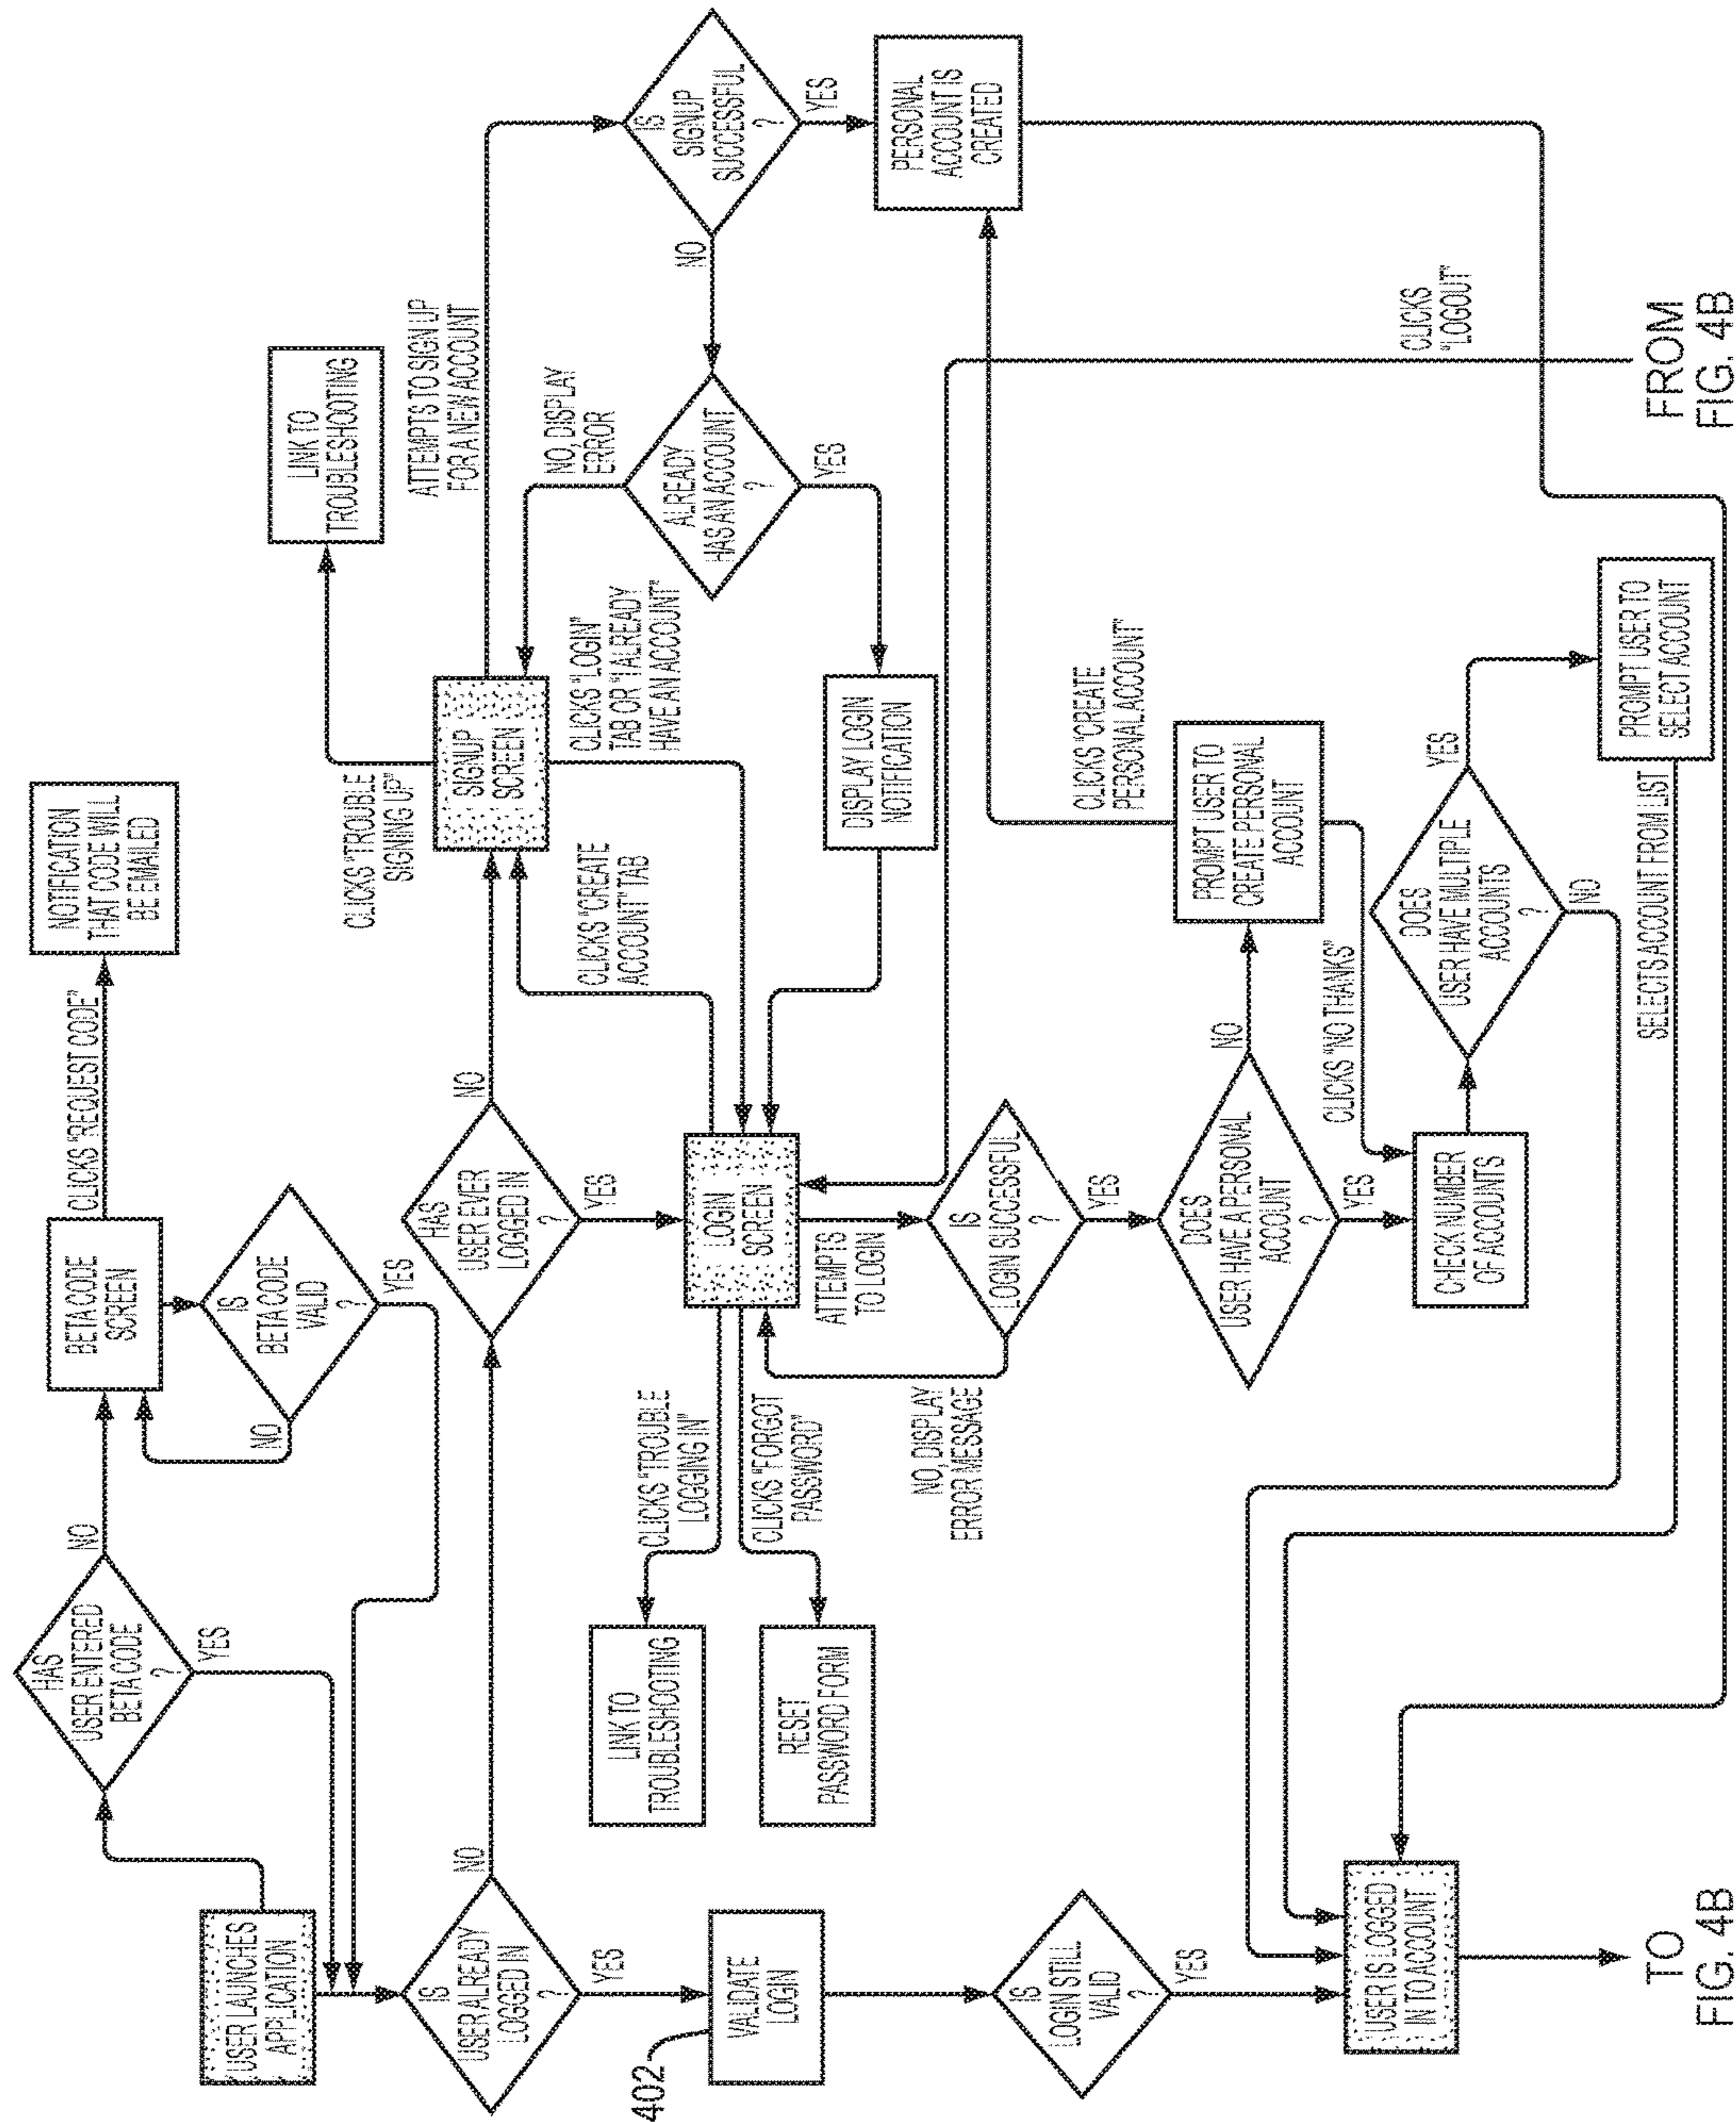 USER LAUNCHES
APPLICATION
HAS
USER ENTERED
BETA CODE
?
NO
YES
BETA CODE
SCREEN
CLICKS "REQUEST CODE"
NOTIFICATION
THAT CODE WILL
BE EMAILED
IS
BETA CODE
VALID
?
NO
YES
IS
USER ALREADY
LOGGED IN
?
NO
YES
HAS
USER EVER
LOGGED IN
?
NO
YES
CLICKS "TROUBLE
SIGNING UP"
LINK TO
TROUBLESHOOTING
SIGNUP
SCREEN
ATTEMPTS TO SIGN UP
FOR A NEW ACCOUNT
IS
SIGNUP
SUCCESSFUL
?
NO
YES
CLICKS "CREATE
ACCOUNT" TAB
CLICKS "LOGIN"
TAB OR "I ALREADY
HAVE AN ACCOUNT"
NO, DISPLAY
ERROR
ALREADY
HAS AN ACCOUNT
?
YES
402
VALIDATE
LOGIN
LINK TO
TROUBLESHOOTING
CLICKS "TROUBLE
LOGGING IN"
CLICKS "FORGOT
PASSWORD"
RESET
PASSWORD FORM
LOGIN
SCREEN
ATTEMPTS
TO LOGIN
DISPLAY LOGIN
NOTIFICATION
PERSONAL
ACCOUNT IS
CREATED
NO, DISPLAY
ERROR MESSAGE
IS
LOGIN SUCCESSFUL
?
YES
IS
LOGIN STILL
VALID
?
YES
DOES
USER HAVE A PERSONAL
ACCOUNT
?
NO
YES
CLICKS "CREATE
PERSONAL ACCOUNT"
PROMPT USER TO
CREATE PERSONAL
ACCOUNT
CLICKS "NO THANKS"
CHECK NUMBER
OF ACCOUNTS
DOES
USER HAVE MULTIPLE
ACCOUNTS
?
YES
NO
CLICKS
"LOGOUT"
PROMPT USER TO
SELECT ACCOUNT
SELECTS ACCOUNT FROM LIST
USER IS LOGGED
IN TO ACCOUNT
TO
FIG. 4B
FROM
FIG. 4B